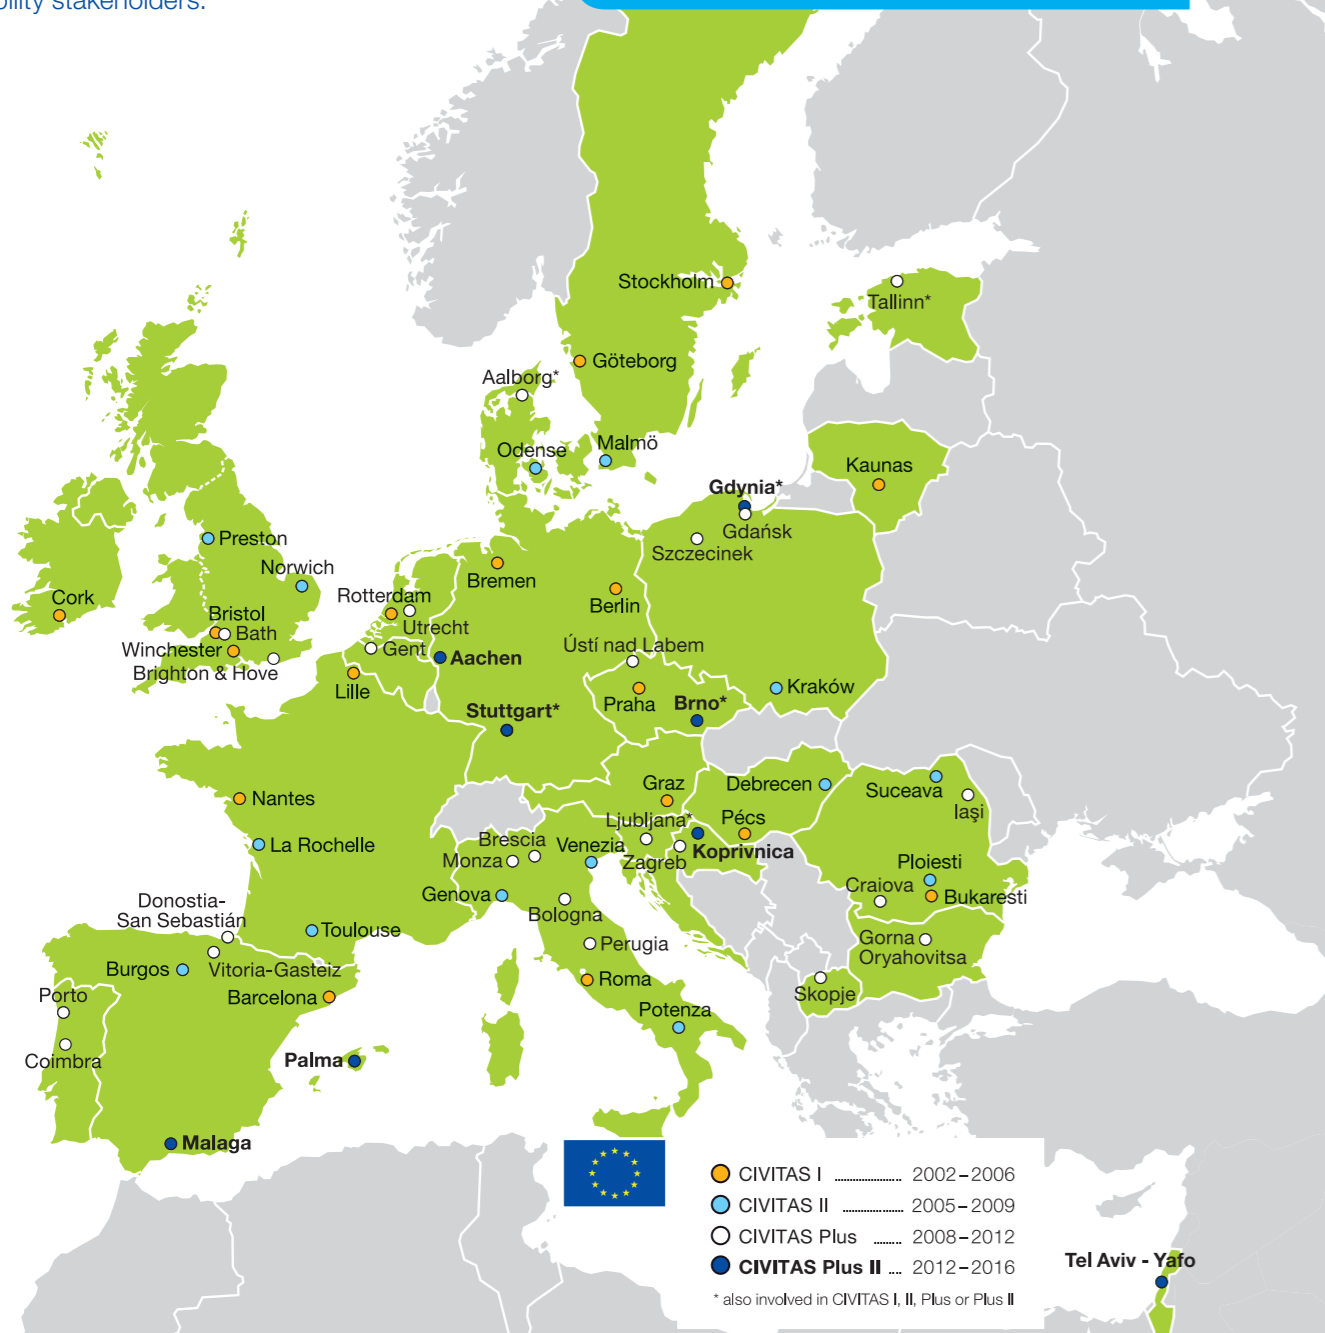 stakeholders.
Stockholm
Tallinn*
Göteborg
Aalborg*
Malmö
Odense
Kaunas
Gdynia*
Gdańsk
Szczecinek
Preston
Norwich
Bremen
Berlin
Cork
Rotterdam
Utrecht
Bristol
Bath
Winchester
Brighton & Hove
Gent
Aachen
Ústí nad Labem
Lille
Praha
Brno*
Kraków
Stuttgart*
Graz
Debrecen
Suceava
Iaşi
Nantes
Ljubljana*
Pécs
La Rochelle
Brescia
Monza
Venezia
Zagreb
Koprivnica
Ploiesti
Craiova
Bukaresti
Genova
Bologna
Donostia-
San Sebastián
Toulouse
Perugia
Gorna
Oryahovitsa
Burgos
Vitoria-Gasteiz
Barcelona
Roma
Skopje
Porto
Potenza
Coimbra
Palma
Malaga
CIVITAS I .................... 2002–2006
CIVITAS II .................. 2005–2009
CIVITAS Plus ........ 2008–2012
CIVITAS Plus II .... 2012–2016
* also involved in CIVITAS I, II, Plus or Plus II
Tel Aviv - Yafo